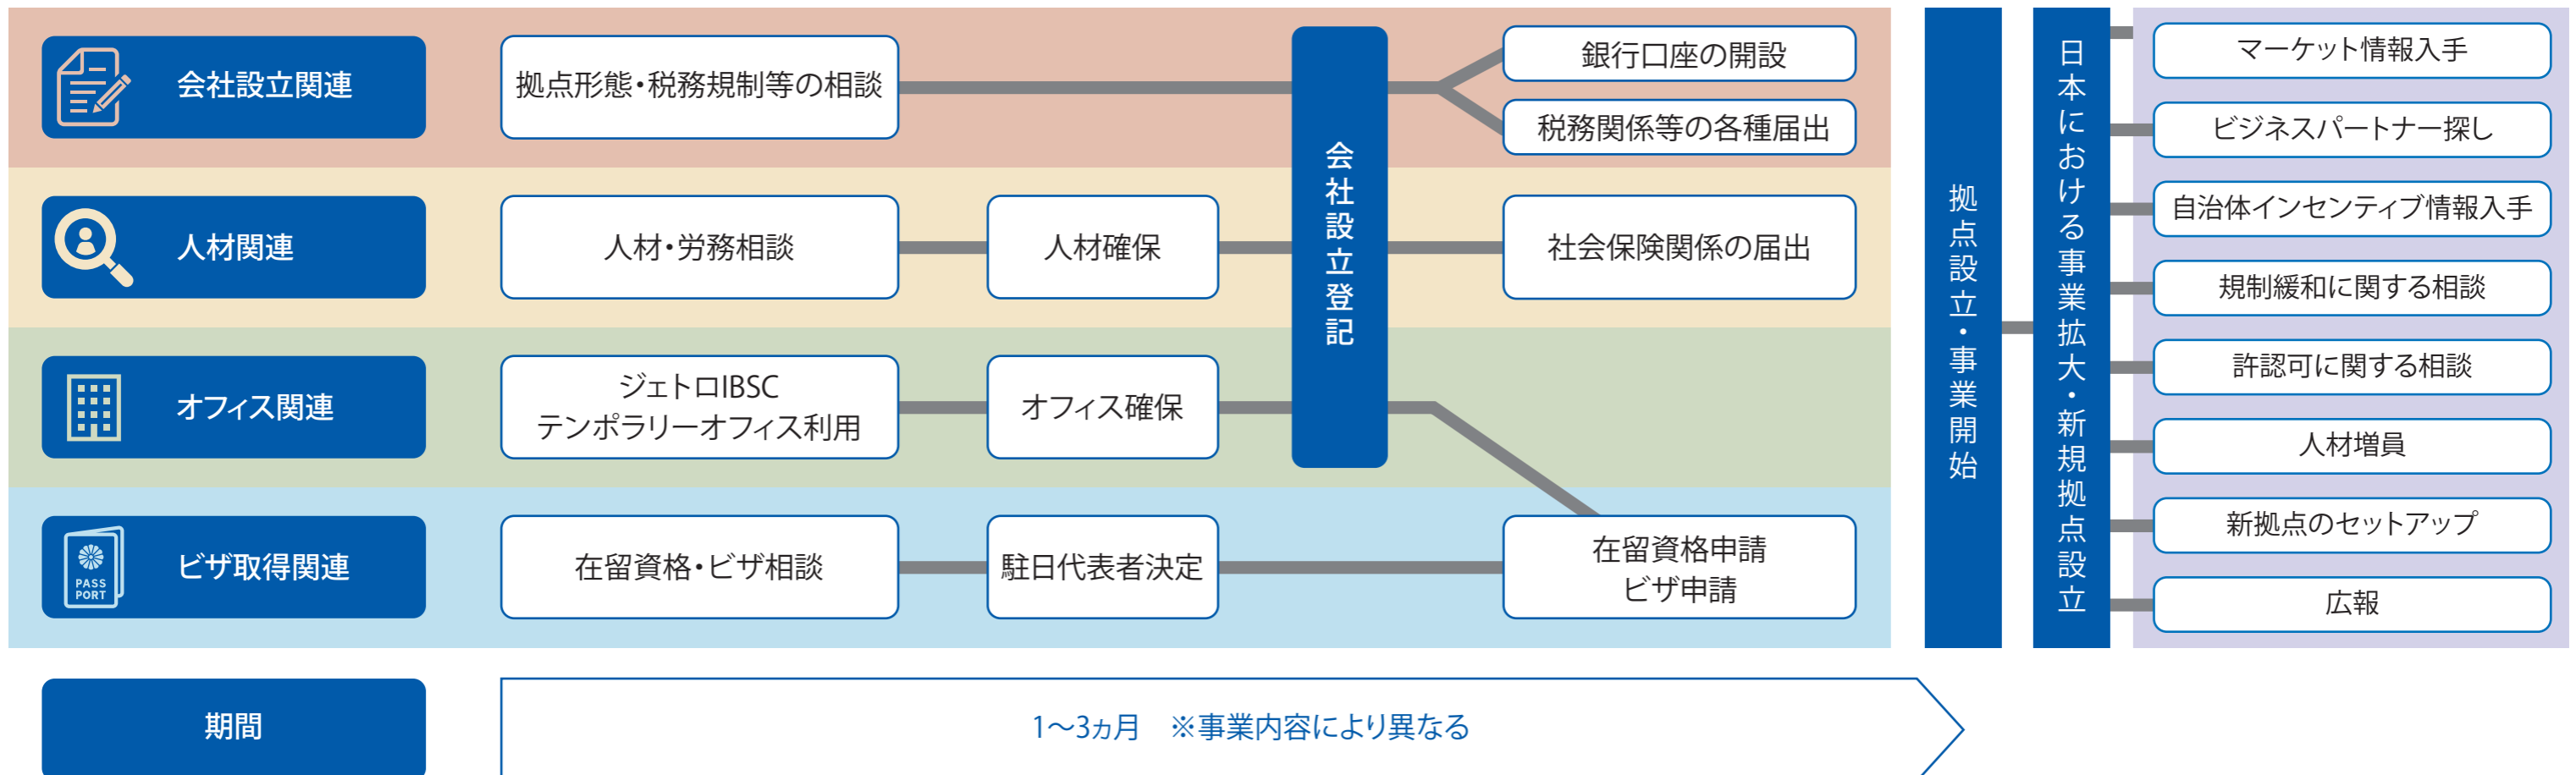 会社設立関連
拠点形態・税務規制等の相談
会社設立登記
銀行口座の開設
税務関係等の各種届出
人材関連
人材・労務相談
人材確保
社会保険関係の届出
オフィス関連
ジェトロIBSC
テンポラリーオフィス利用
オフィス確保
PASS
PORT
ビザ取得関連
在留資格・ビザ相談
駐日代表者決定
在留資格申請
ビザ申請
拠点設立・事業開始
日本における事業拡大・新規拠点設立
マーケット情報入手
ビジネスパートナー探し
自治体インセンティブ情報入手
規制緩和に関する相談
許認可に関する相談
人材増員
新拠点のセットアップ
広報
期間
1～3ヵ月　※事業内容により異なる